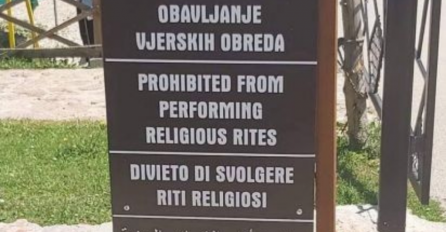 OBAVLJANJE
VJERSKIH OBREDA
PROHIBITED FROM
PERFORMING
RELIGIOUS RITES
DIVIETO DI SVOLGERE
RITI RELIGIOSI